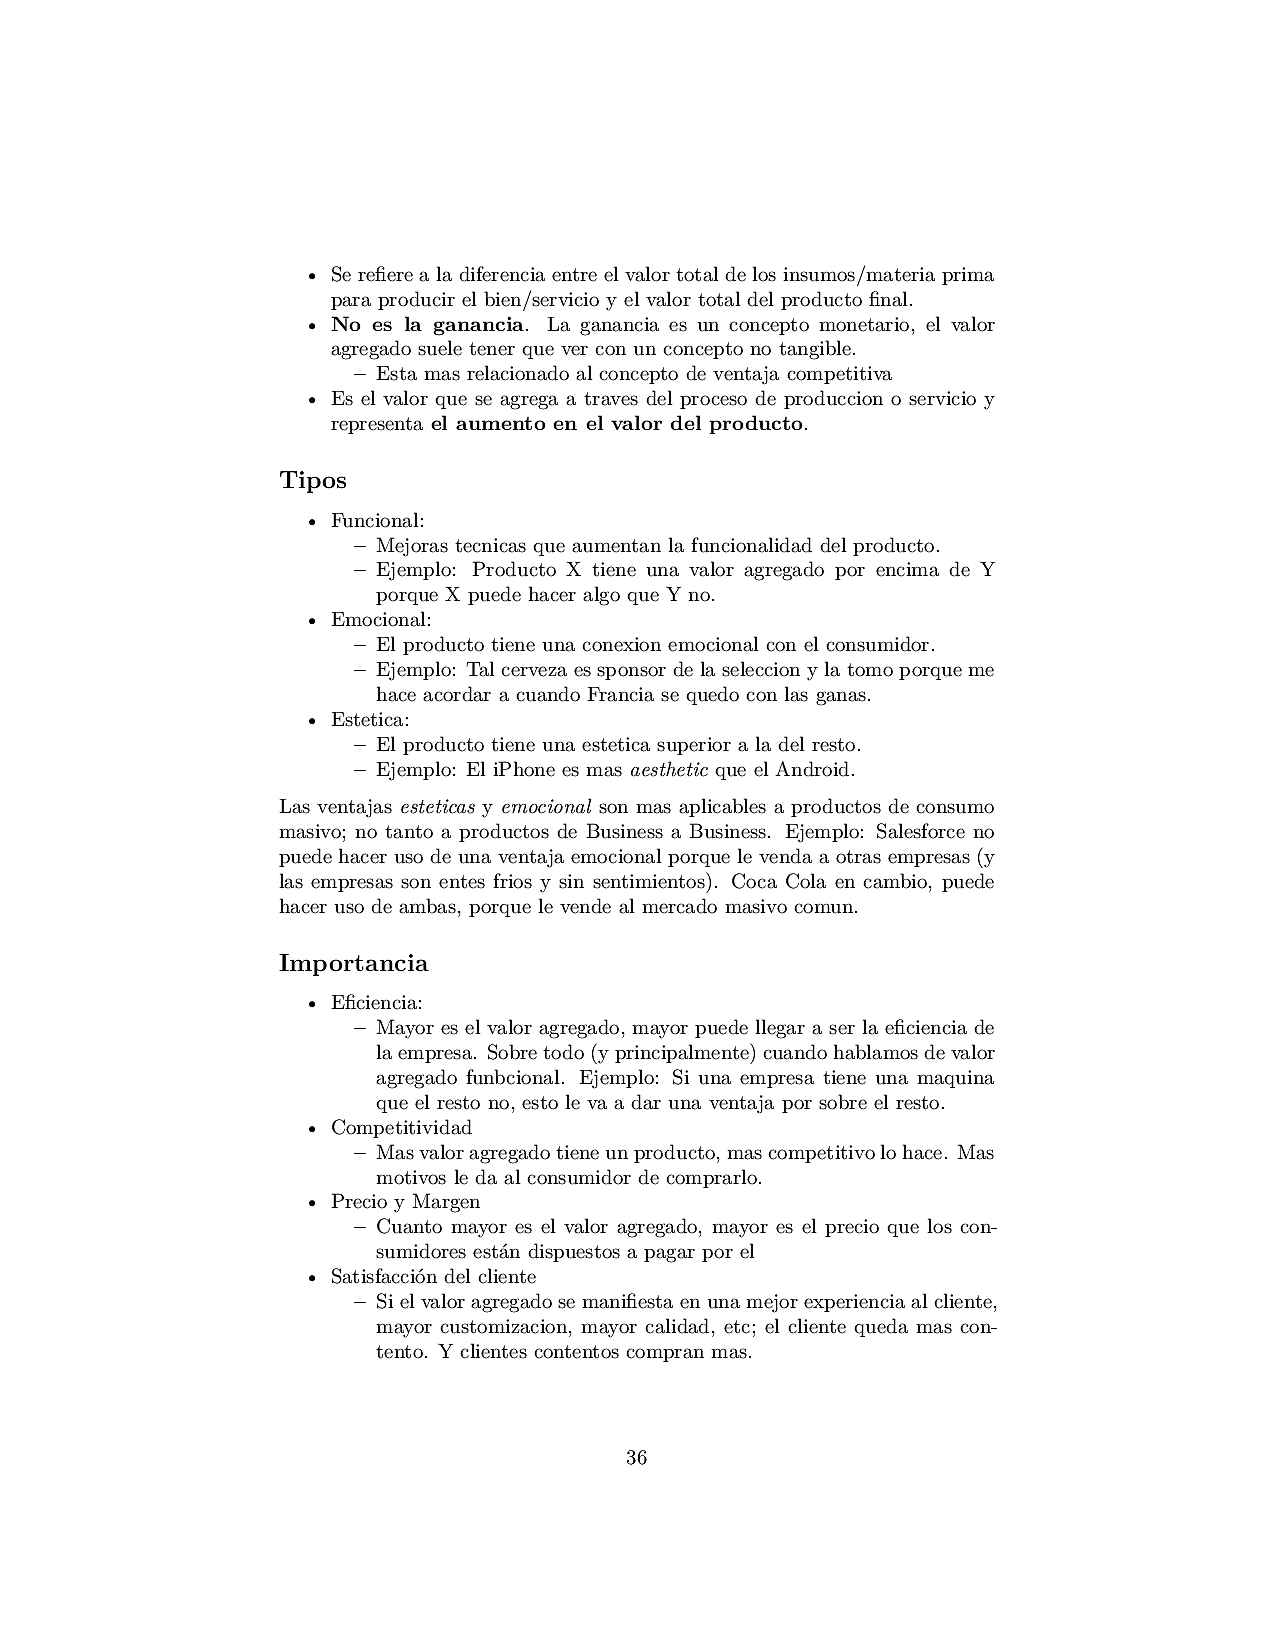 • Se refiere a la diferencia entre el valor total de los insumos/materia prima
para producir el bien/servicio y el valor total del producto final.
• No es la ganancia. La ganancia es un concepto monetario, el valor
agregado suele tener que ver con un concepto no tangible.
– Esta mas relacionado al concepto de ventaja competitiva
• Es el valor que se agrega a traves del proceso de produccion o servicio y
representa el aumento en el valor del producto.
Tipos
• Funcional:
– Mejoras tecnicas que aumentan la funcionalidad del producto.
– Ejemplo: Producto X tiene una valor agregado por encima de Y
porque X puede hacer algo que Y no.
• Emocional:
– El producto tiene una conexion emocional con el consumidor.
– Ejemplo: Tal cerveza es sponsor de la seleccion y la tomo porque me
hace acordar a cuando Francia se quedo con las ganas.
• Estetica:
– El producto tiene una estetica superior a la del resto.
– Ejemplo: El iPhone es mas aesthetic que el Android.
Las ventajas esteticas y emocional son mas aplicables a productos de consumo
masivo; no tanto a productos de Business a Business. Ejemplo: Salesforce no
puede hacer uso de una ventaja emocional porque le venda a otras empresas (y
las empresas son entes frios y sin sentimientos). Coca Cola en cambio, puede
hacer uso de ambas, porque le vende al mercado masivo comun.
Importancia
• Eficiencia:
– Mayor es el valor agregado, mayor puede llegar a ser la eficiencia de
la empresa. Sobre todo (y principalmente) cuando hablamos de valor
agregado funbcional. Ejemplo: Si una empresa tiene una maquina
que el resto no, esto le va a dar una ventaja por sobre el resto.
• Competitividad
– Mas valor agregado tiene un producto, mas competitivo lo hace. Mas
motivos le da al consumidor de comprarlo.
• Precio y Margen
– Cuanto mayor es el valor agregado, mayor es el precio que los con-
sumidores están dispuestos a pagar por el
• Satisfacción del cliente
– Si el valor agregado se manifiesta en una mejor experiencia al cliente,
mayor customizacion, mayor calidad, etc; el cliente queda mas con-
tento. Y clientes contentos compran mas.
36